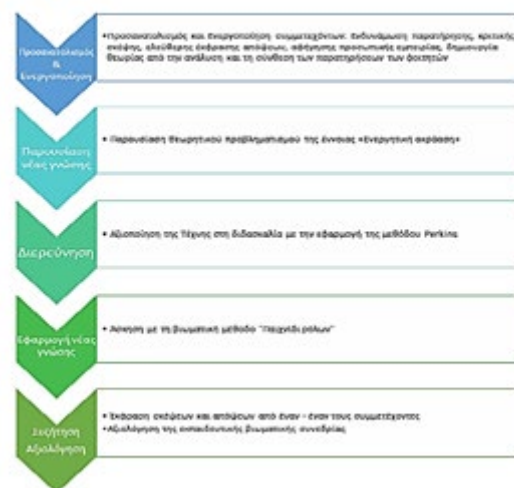 Προσανατολισμός
&
Ενεργοποίηση
•Προσανατολισμός και Ενεργοποίηση συμμετεχόντων: Ενδυνάμωση παρατήρησης, κριτικής
σκέψης, ελεύθερης έκφρασης απόψεων, αφήγησης προσωπικής εμπειρίας, δημιουργία
θεωρίας από την ανάλυση και τη σύνθεση των παρατηρήσεων των φοιτητών
Παρουσίαση
νέας γνώσης
• Παρουσίαση θεωρητικού προβληματισμού της έννοιας «Ενεργητική ακρόαση»
Διερεύνηση
• Αξιοποίηση της Τέχνης στη διδασκαλία με την εφαρμογή της μεθόδου Perkins
Εφαρμογή νέας
γνώσης
• Άσκηση με τη βιωματική μέθοδο "Παιχνίδι ρόλων"
Συζήτηση
Αξιολόγηση
• Έκφραση σκέψεων και απόψεων από έναν - έναν τους συμμετέχοντες
•Αξιολόγηση της εκπαιδευτικής βιωματικής συνεδρίας